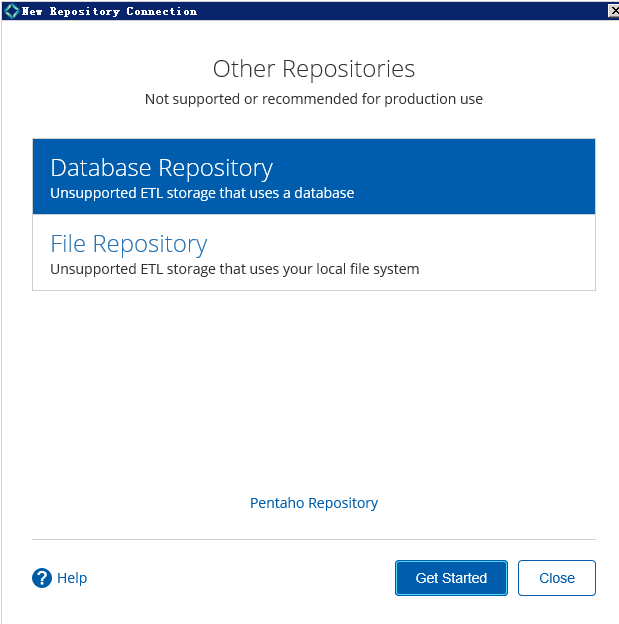 New Repository Connection
Other Repositories
Not supported or recommended for production use
Database Repository
Unsupported ETL storage that uses a database
File Repository
Unsupported ETL storage that uses your local file system
Pentaho Repository
? Help
Get Started
Close